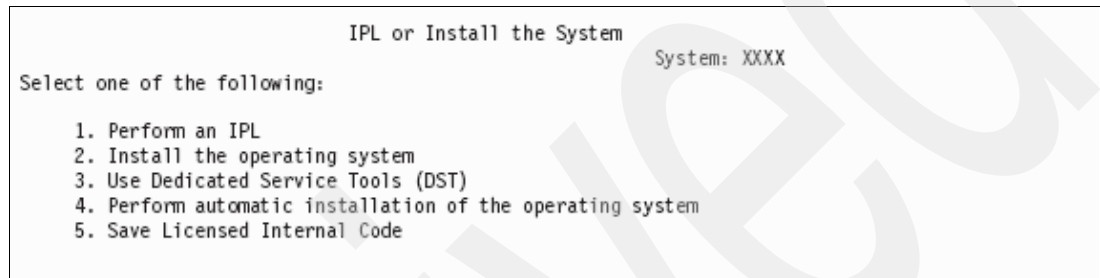 IPL or Install the System
System: XXXX
Select one of the following:
1. Perform an IPL
2. Install the operating system
3. Use Dedicated Service Tools (DST)
4. Perform automatic installation of the operating system
5. Save Licensed Internal Code